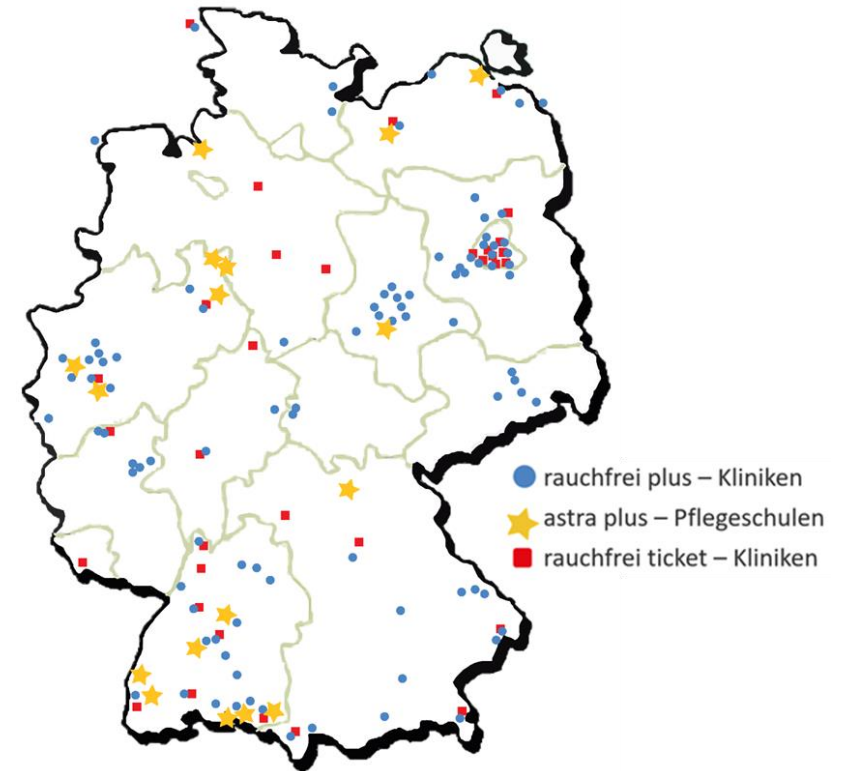 rauchfrei plus – Kliniken
astra plus – Pflegeschulen
rauchfrei ticket – Kliniken